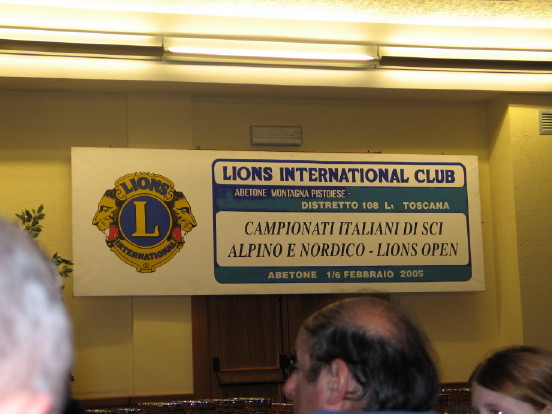 LIONS
L
INTERNATIONAL
LIONS INTERNATIONAL CLUB
ABETONE MONTAGNA PISTOIESE -
DISTRETTO 108 L. TOSCANA
CAMPIONATI ITALIANI DI SCI
ALPINO E NORDICO - LIONS OPEN
ABETONE 1/6 FEBBRAIO 2005